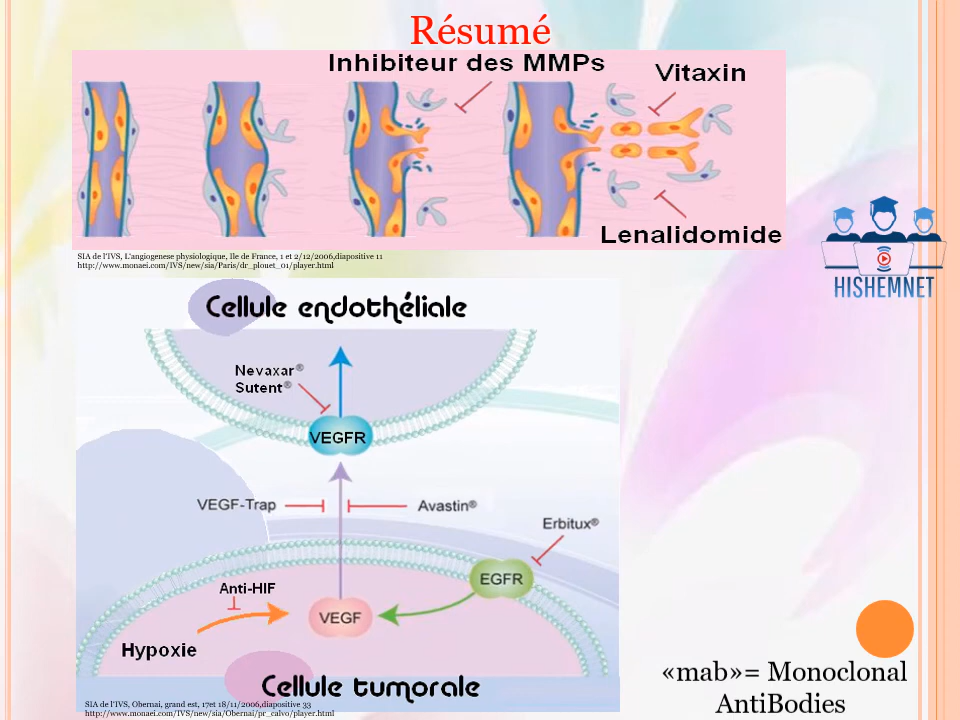 Résumé
Inhibiteur des MMPs
Vitaxin
Lenalidomide
SIA de l'IVS, L'angiogenese physiologique, Ile de France, 1 et 2/12/2006,diapositive 11
http://www.monaei.com/IVS/new/sia/Paris/dr_plouet_01/player.html
HISHEMNET
Cellule endothéliale
Nevaxar®
Sutent®
VEGFR
VEGF-Trap
Avastin®
Erbitux®
EGFR
Anti-HIF
VEGF
Hypoxie
Cellule tumorale
SIA de l'IVS, Obernai, grand est, 17et 18/11/2006,diapositive 33
http://www.monaei.com/IVS/new/sia/Obernai/pr_calvo/player.html
«mab»= Monoclonal
AntiBodies